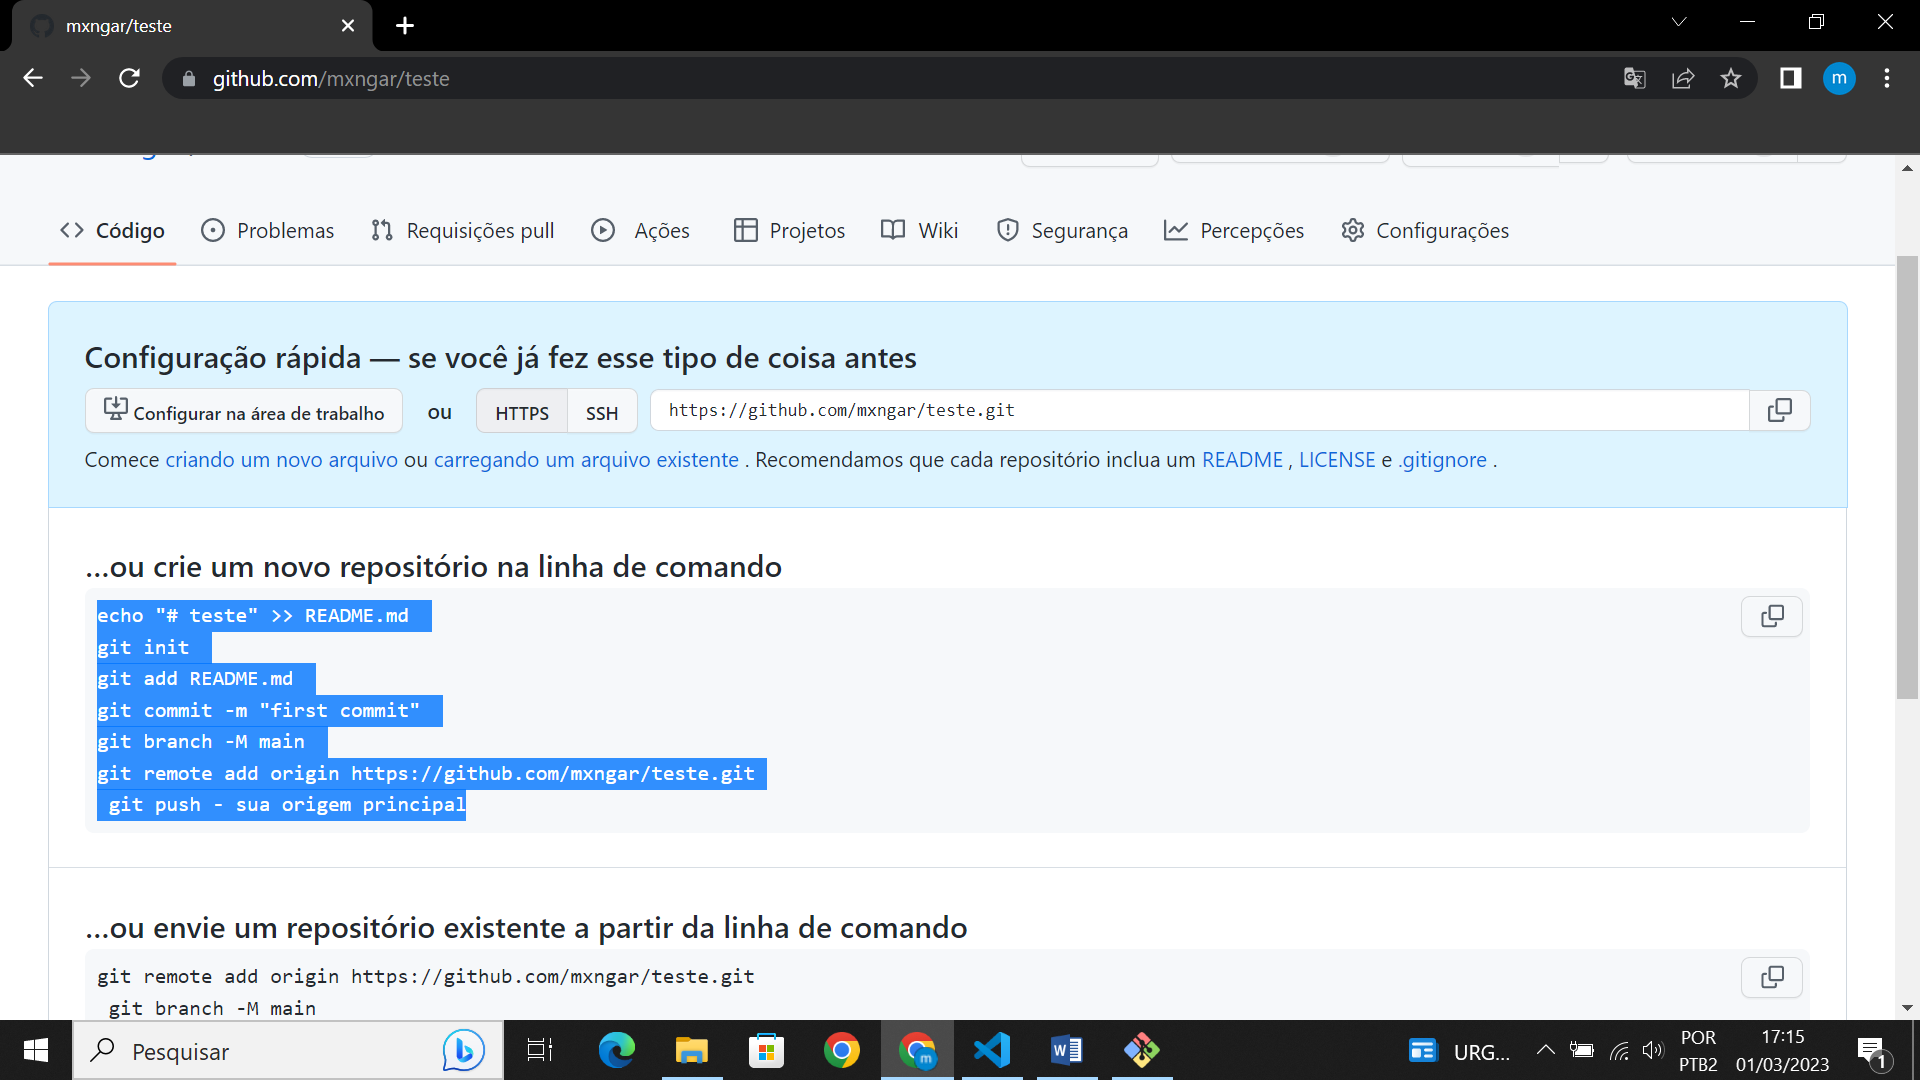 mxngar/teste
github.com/mxngar/teste
Código Problemas Requisições pull Ações Projetos Wiki Segurança Percepções Configurações
Configuração rápida — se você já fez esse tipo de coisa antes
Configurar na área de trabalho ou HTTPS SSH https://github.com/mxngar/teste.git
Comece criando um novo arquivo ou carregando um arquivo existente . Recomendamos que cada repositório inclua um README , LICENSE e .gitignore .
...ou crie um novo repositório na linha de comando
echo "# teste" >> README.md
git init
git add README.md
git commit -m "first commit"
git branch -M main
git remote add origin https://github.com/mxngar/teste.git
git push - sua origem principal
...ou envie um repositório existente a partir da linha de comando
git remote add origin https://github.com/mxngar/teste.git
git branch -M main
Pesquisar
URG...
POR
PTB2
17:15
01/03/2023
1